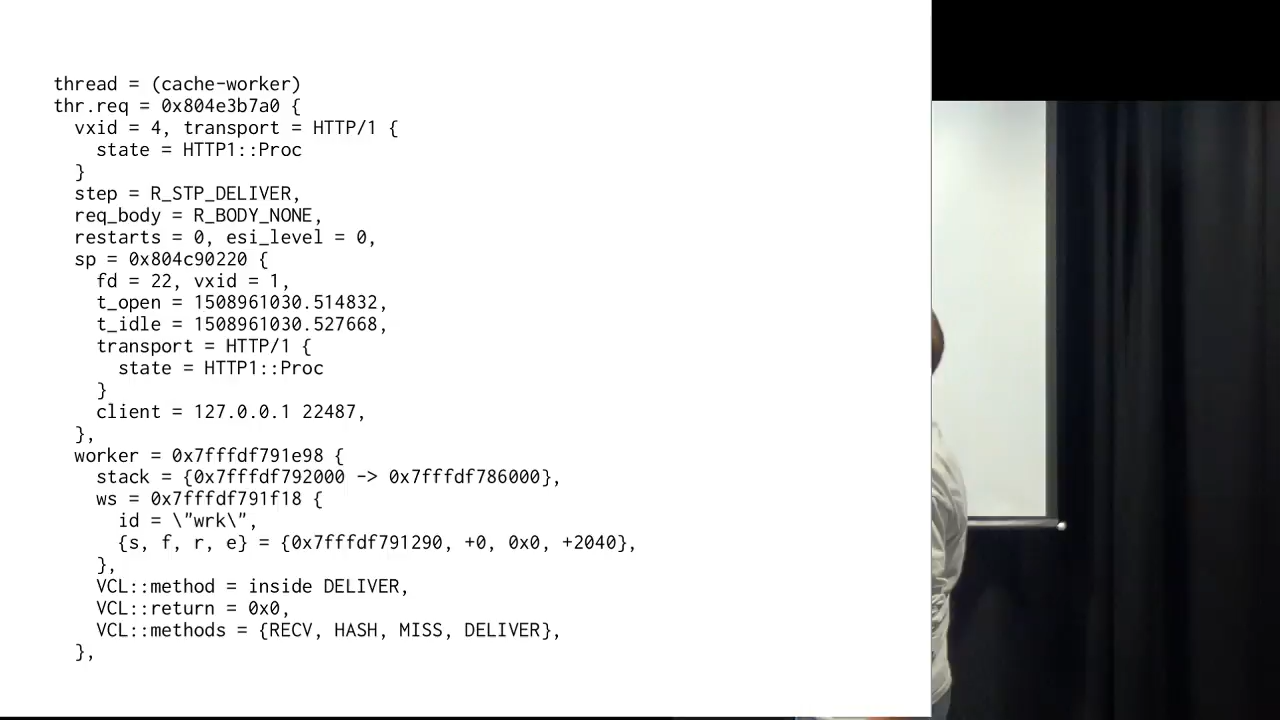 thread = (cache-worker)
thr.req = 0x804e3b7a0 {
  vxid = 4, transport = HTTP/1 {
    state = HTTP1::Proc
  }
  step = R_STP_DELIVER,
  req_body = R_BODY_NONE,
  restarts = 0, esi_level = 0,
  sp = 0x804c90220 {
    fd = 22, vxid = 1,
    t_open = 1508961030.514832,
    t_idle = 1508961030.527668,
    transport = HTTP/1 {
      state = HTTP1::Proc
    }
    client = 127.0.0.1 22487,
  },
  worker = 0x7fffdf791e98 {
    stack = {0x7fffdf792000 -> 0x7fffdf786000},
    ws = 0x7fffdf791f18 {
      id = \"wrk\",
      {s, f, r, e} = {0x7fffdf791290, +0, 0x0, +2040},
    },
    VCL::method = inside DELIVER,
    VCL::return = 0x0,
    VCL::methods = {RECV, HASH, MISS, DELIVER},
  },